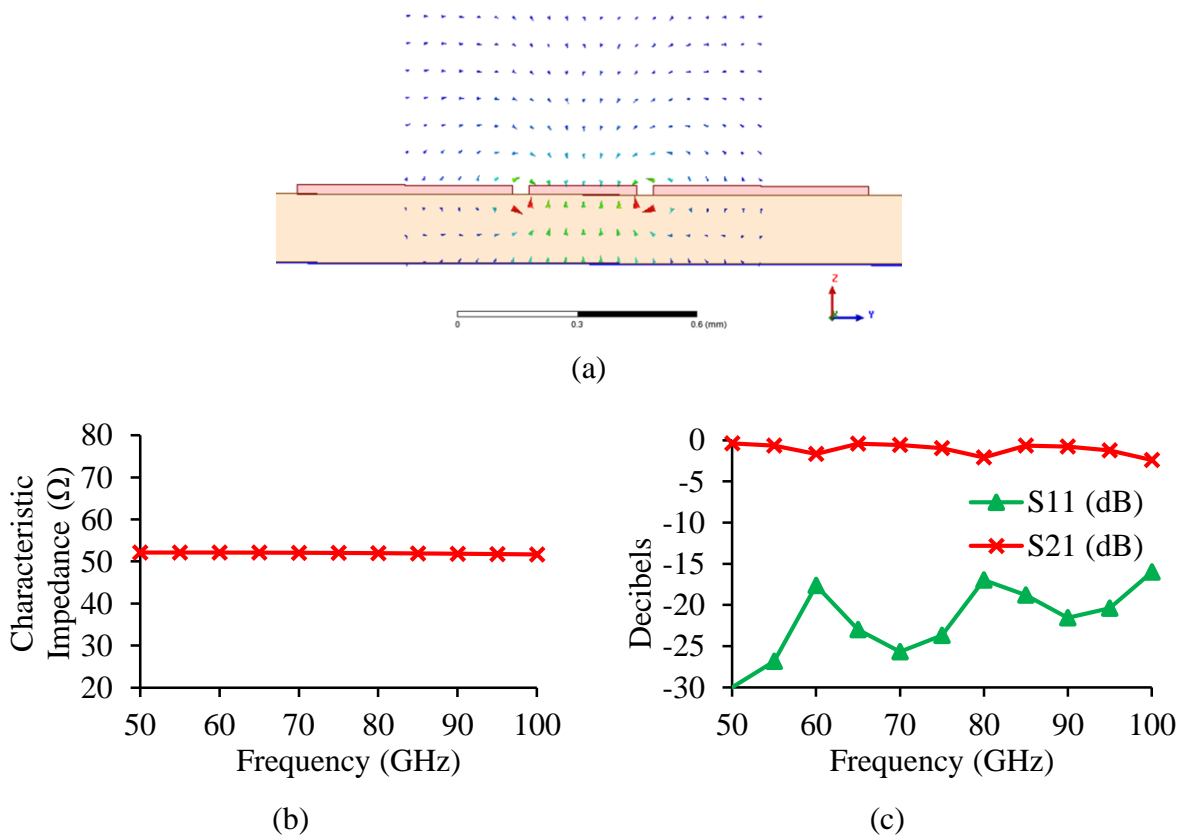 Z
Y
0
0.3
0.6 (mm)
(a)
80
70
60
50
40
30
20
Characteristic
Impedance (Ω)
50 60 70 80 90 100
Frequency (GHz)
(b)
0
-5
-10
-15
-20
-25
-30
Decibels
S11 (dB)
S21 (dB)
50 60 70 80 90 100
Frequency (GHz)
(c)